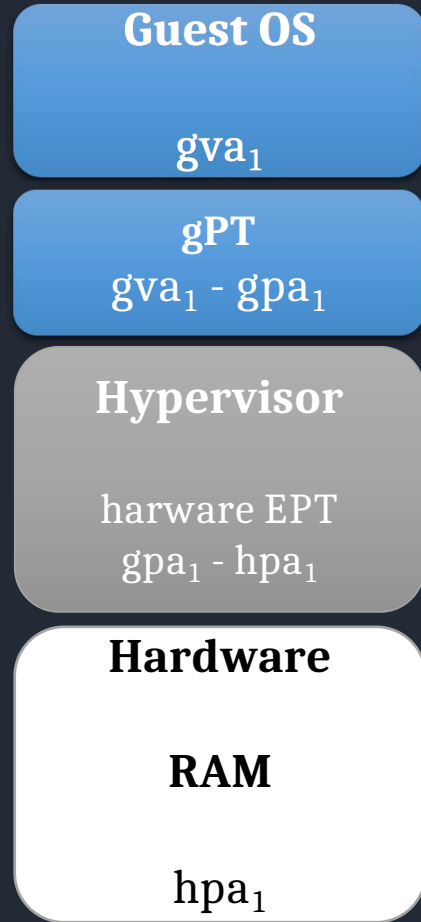 Guest OS
gva₁
gPT
gva₁ - gpa₁
Hypervisor
harware EPT
gpa₁ - hpa₁
Hardware
RAM
hpa₁